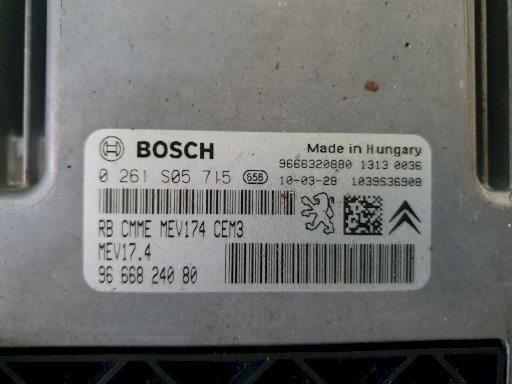 BOSCH
Made in Hungary
9666320880 1313 0036
0 261 S05 715 658 10-03-28 1039S36908
RB CMME MEV174 CEM3
MEV17.4
96 668 240 80